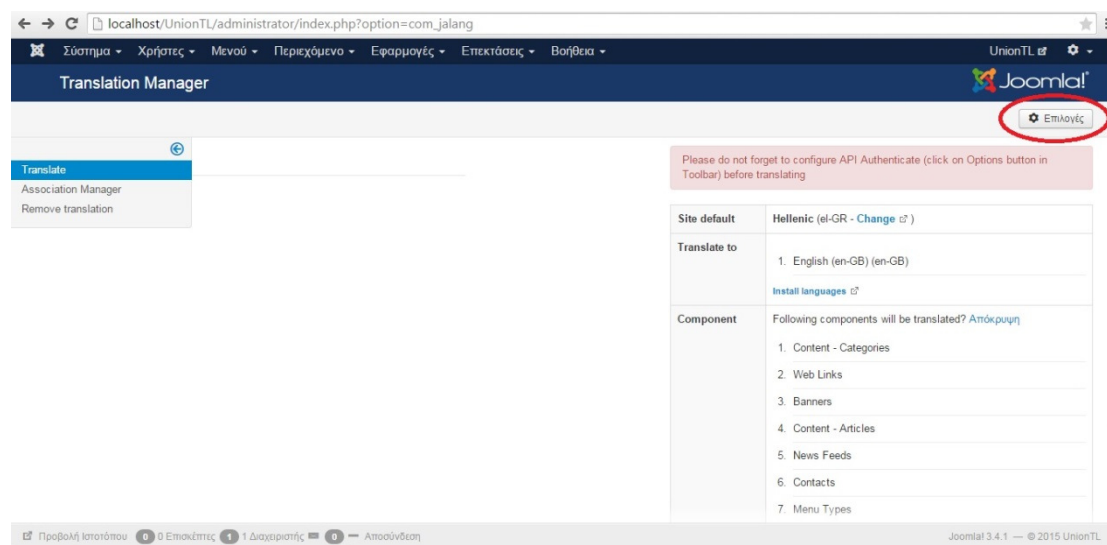 localhost/UnionTL/administrator/index.php?option=com_jalang
Σύστημα Χρήστες Μενού Περιεχόμενο Εφαρμογές Επεκτάσεις Βοήθεια UnionTL
Translation Manager Joomla!
Επιλογές
Translate
Association Manager
Remove translation
Please do not forget to configure API Authenticate (click on Options button in
Toolbar) before translating
Site default Hellenic (el-GR - Change )
Translate to
1. English (en-GB) (en-GB)
Install languages
Component Following components will be translated? Απόκρυψη
1. Content - Categories
2. Web Links
3. Banners
4. Content - Articles
5. News Feeds
6. Contacts
7. Menu Types
Προβολή Ιστοτόπου 0 0 Επισκέπτες 1 1 Διαχειριστής 0 Αποσύνδεση Joomla! 3.4.1 — © 2015 UnionTL